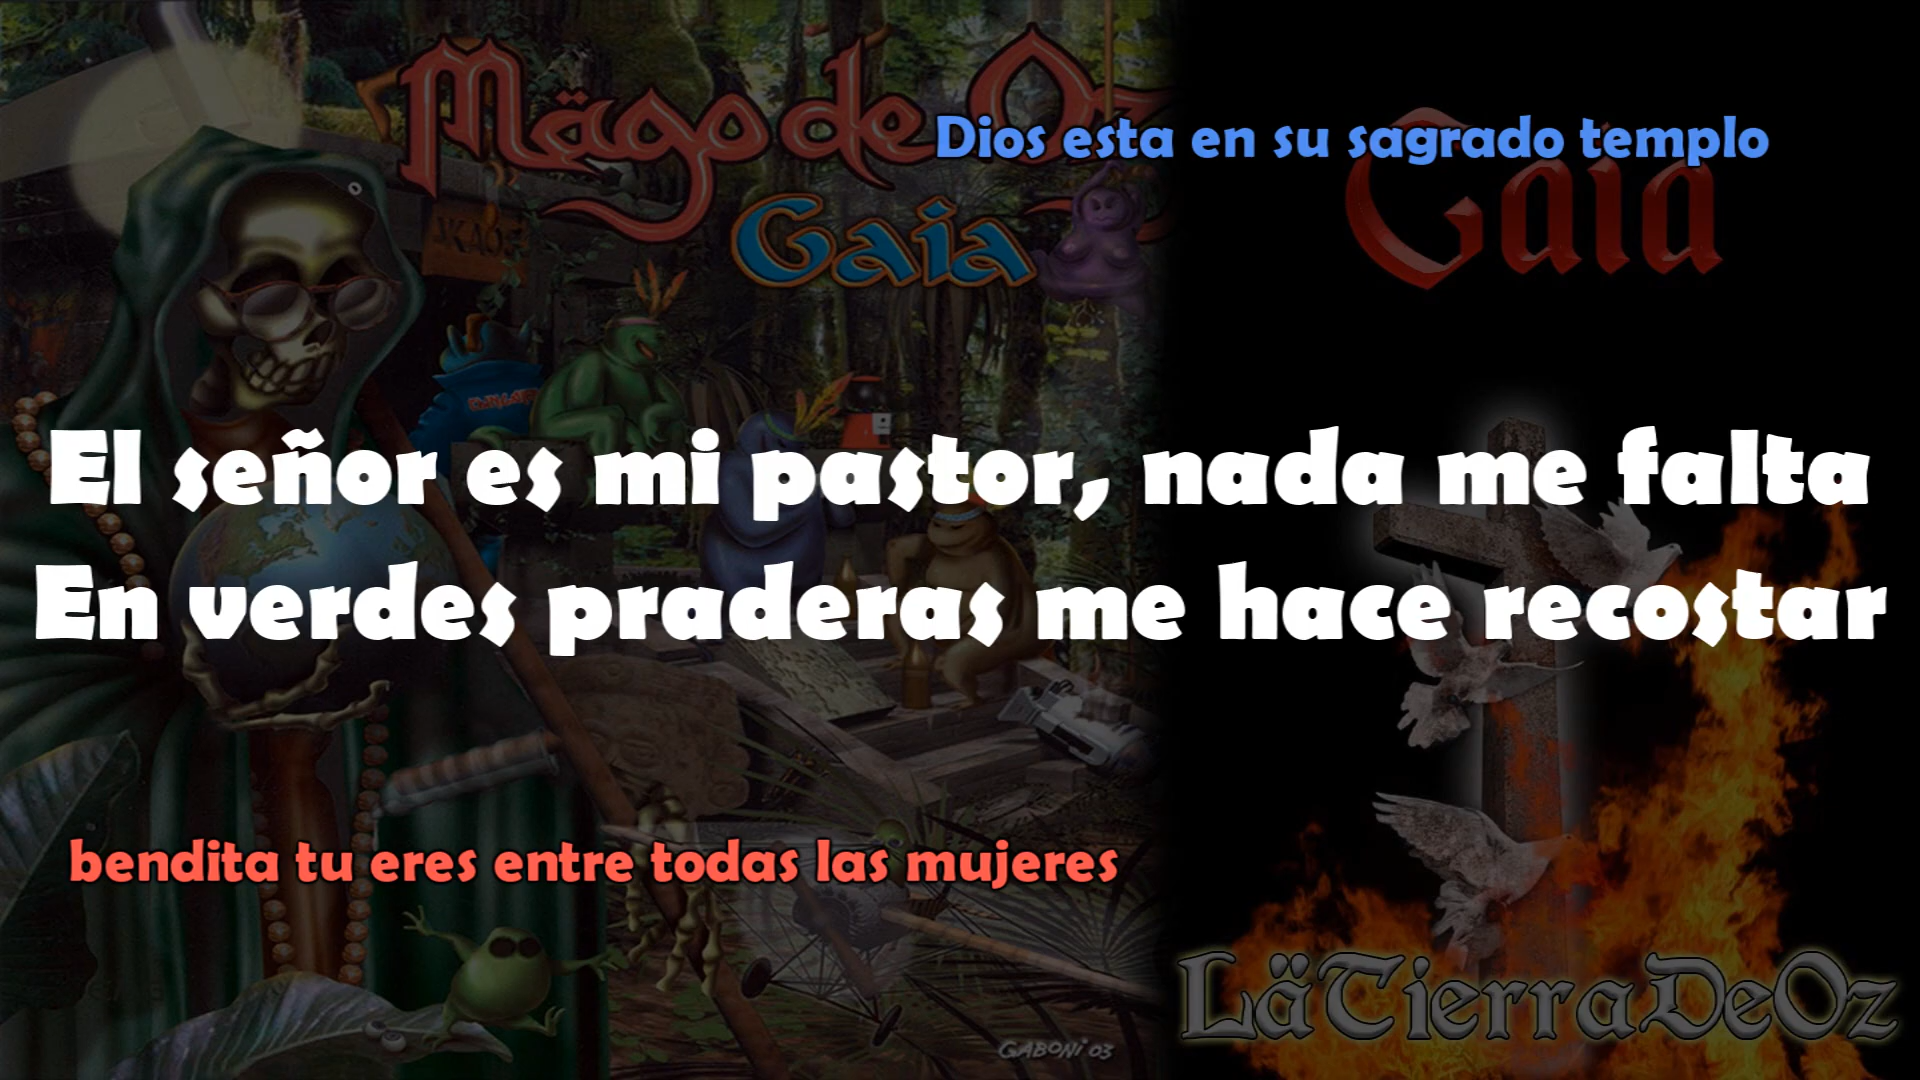 Mägo de Oz
Dios esta en su sagrado templo
Gaia
Gaia
AKAÖS
El señor es mi pastor, nada me falta
En verdes praderas me hace recostar
bendita tu eres entre todas las mujeres
LäTierraDeOz
GABONI 03